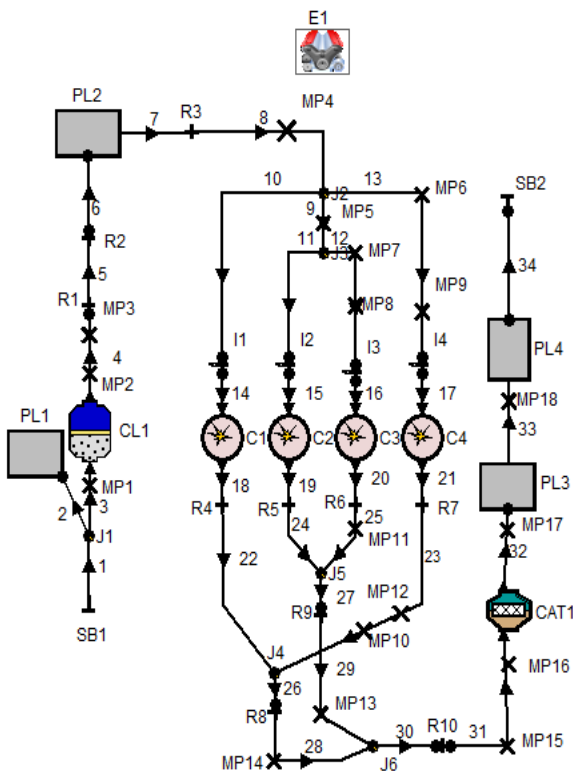 E1
PL2
7
R3
8
MP4
10
J2
13
MP6
SB2
9
MP5
6
11
12
J3
MP7
R2
34
5
MP8
MP9
R1
MP3
I1
I2
I3
I4
PL4
4
MP2
14
15
16
17
MP18
PL1
CL1
C1
C2
C3
C4
33
MP1
18
19
20
21
PL3
2
3
R4
R5
R6
R7
MP17
J1
24
25
MP11
22
23
32
1
J5
27
MP12
CAT1
SB1
R9
MP10
J4
29
MP16
26
R8
MP13
30
R10
31
MP15
MP14
28
J6